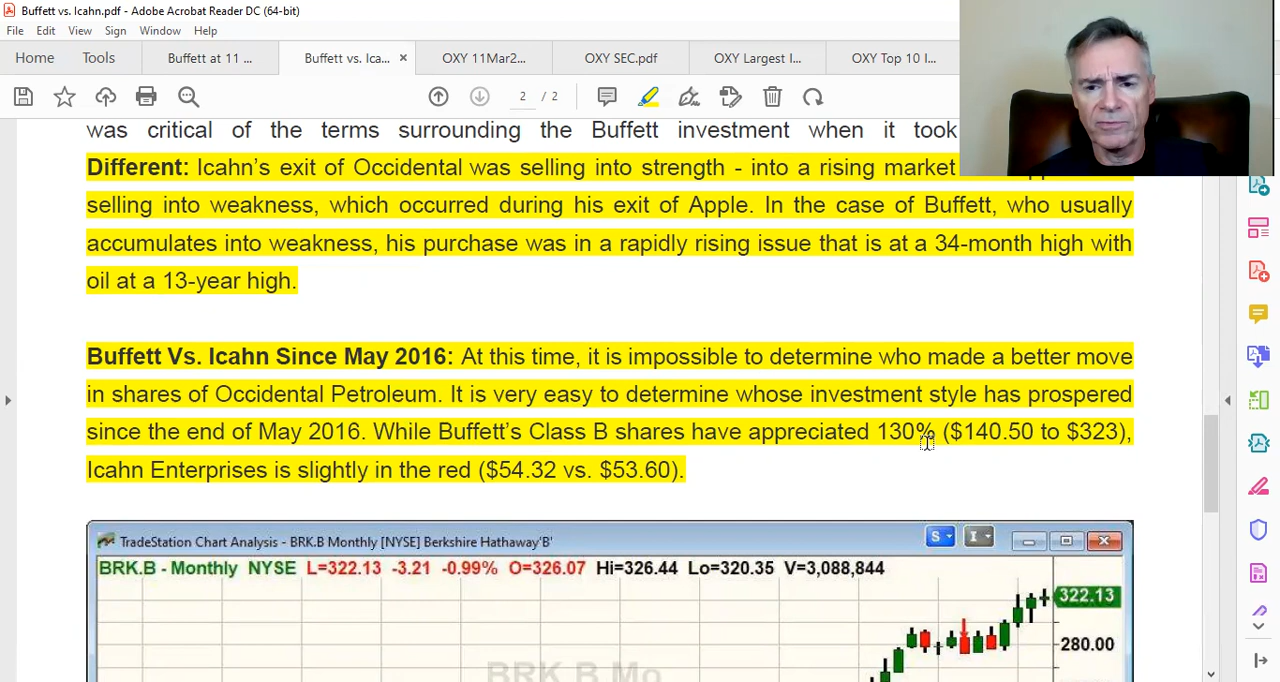 Buffett vs. Icahn.pdf - Adobe Acrobat Reader DC (64-bit)
File Edit View Sign Window Help
Home Tools Buffett at 11 ... Buffett vs. Ica... × OXY 11Mar2... OXY SEC.pdf OXY Largest I... OXY Top 10 I...
2 / 2
was critical of the terms surrounding the Buffett investment when it took
Different: Icahn's exit of Occidental was selling into strength - into a rising market
selling into weakness, which occurred during his exit of Apple. In the case of Buffett, who usually
accumulates into weakness, his purchase was in a rapidly rising issue that is at a 34-month high with
oil at a 13-year high.
Buffett Vs. Icahn Since May 2016: At this time, it is impossible to determine who made a better move
in shares of Occidental Petroleum. It is very easy to determine whose investment style has prospered
since the end of May 2016. While Buffett's Class B shares have appreciated 130% ($140.50 to $323),
Icahn Enterprises is slightly in the red ($54.32 vs. $53.60).
TradeStation Chart Analysis - BRK.B Monthly [NYSE] Berkshire Hathaway'B' S I
BRK.B - Monthly NYSE L=322.13 -3.21 -0.99% O=326.07 Hi=326.44 Lo=320.35 V=3,088,844
322.13
280.00
BRK B Mo